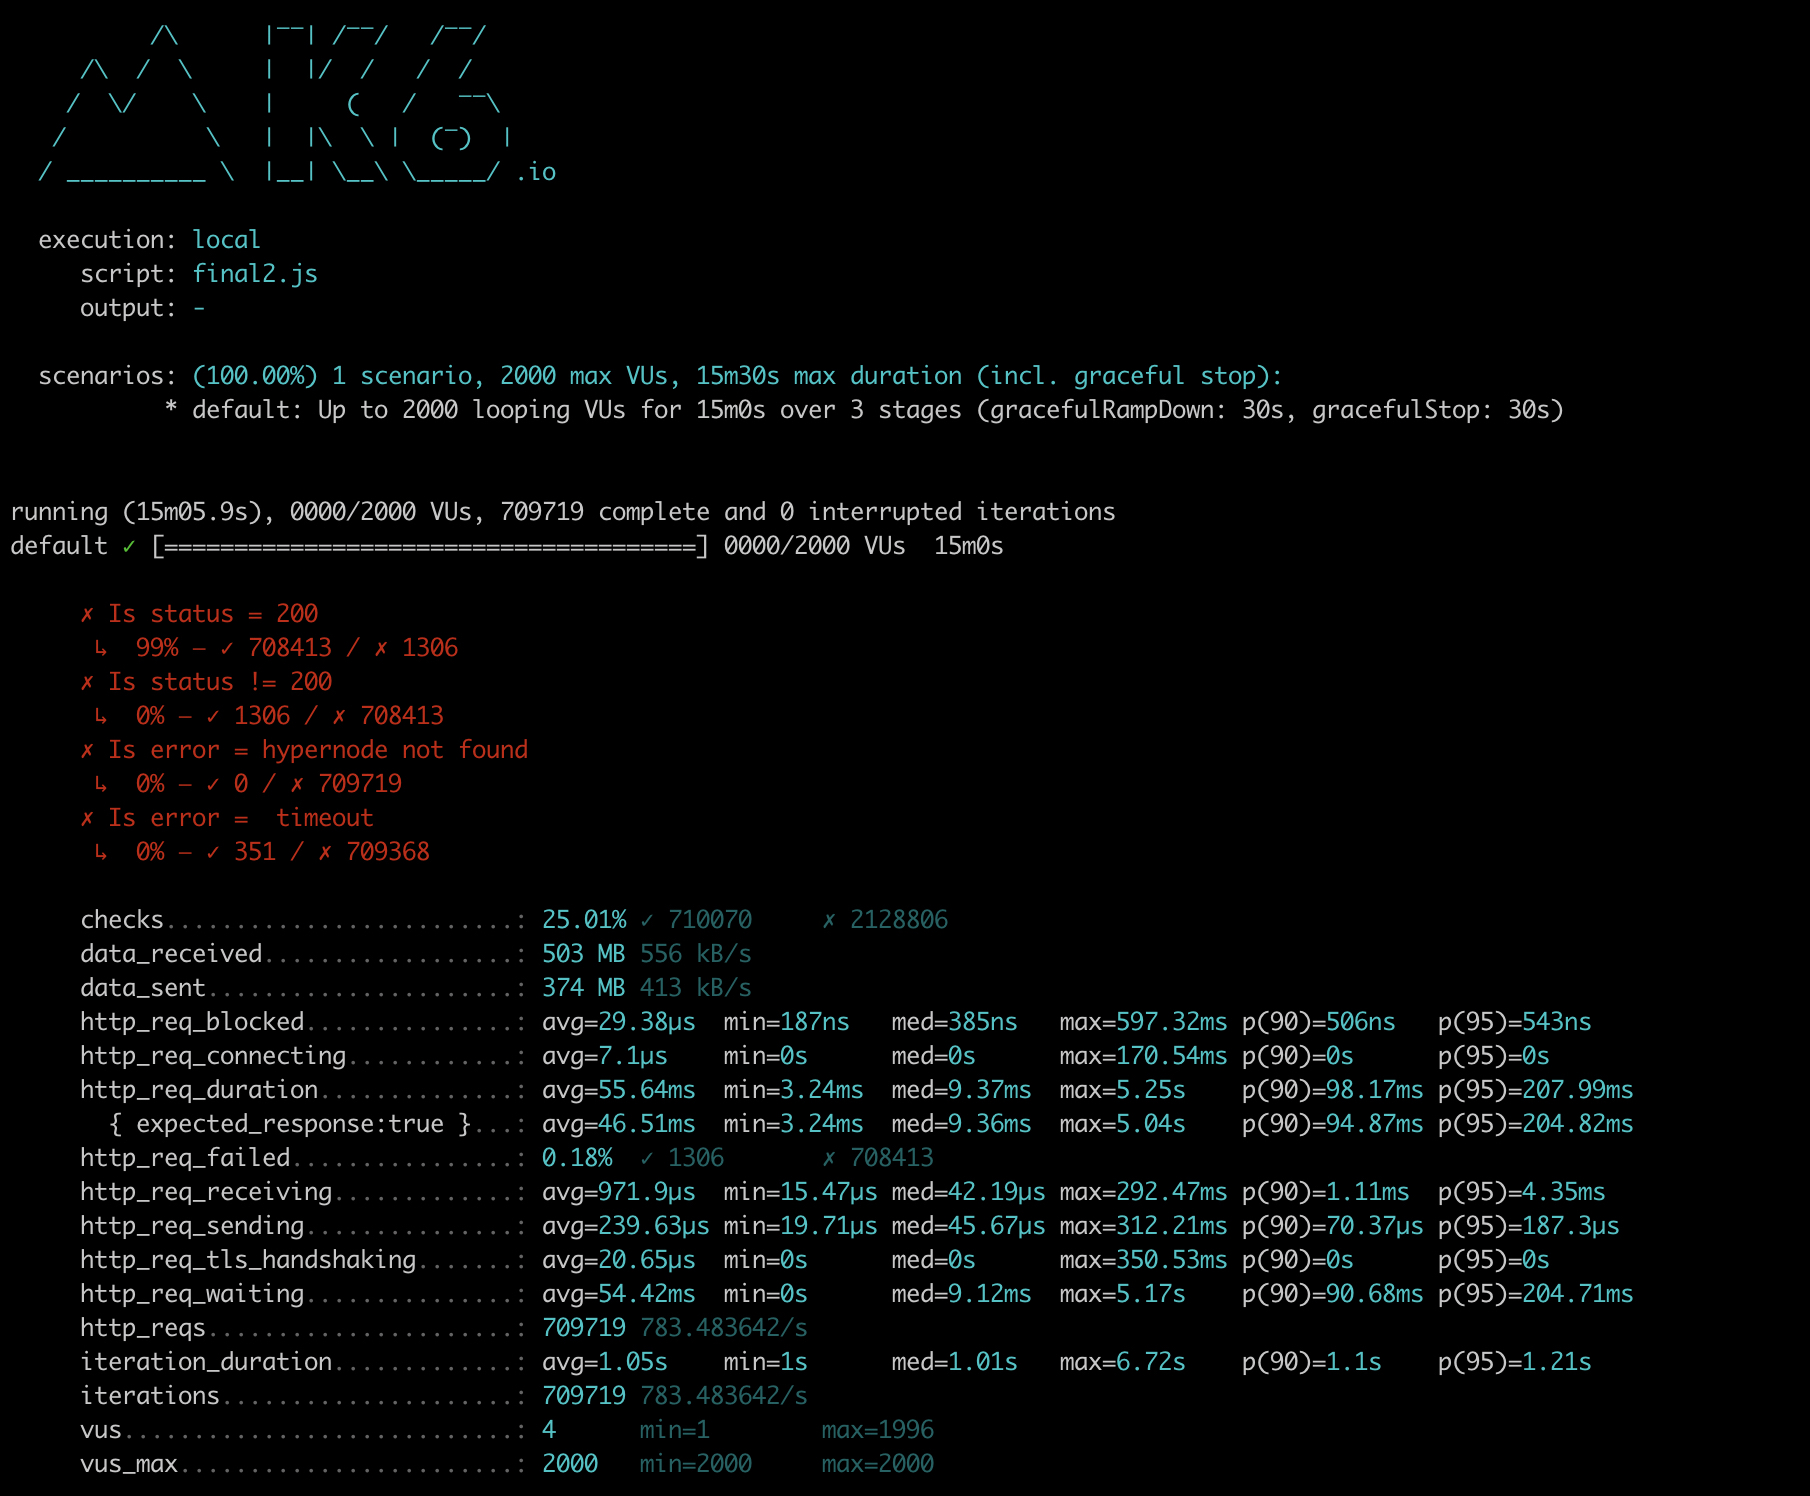 /\      |‾‾| /‾‾/   /‾‾/
     /\  /  \     |  |/  /   /  /
    /  \/    \    |     (   /   ‾‾\
   /          \   |  |\  \ |  (‾)  |
  / __________ \  |__| \__\ \_____/ .io
execution: local
script: final2.js
output: -
scenarios: (100.00%) 1 scenario, 2000 max VUs, 15m30s max duration (incl. graceful stop):
* default: Up to 2000 looping VUs for 15m0s over 3 stages (gracefulRampDown: 30s, gracefulStop: 30s)
running (15m05.9s), 0000/2000 VUs, 709719 complete and 0 interrupted iterations
default ✓ [======================================] 0000/2000 VUs  15m0s
✗ Is status = 200
↳  99% — ✓ 708413 / ✗ 1306
✗ Is status != 200
↳  0% — ✓ 1306 / ✗ 708413
✗ Is error = hypernode not found
↳  0% — ✓ 0 / ✗ 709719
✗ Is error =  timeout
↳  0% — ✓ 351 / ✗ 709368
checks.........................: 25.01% ✓ 710070     ✗ 2128806
data_received..................: 503 MB 556 kB/s
data_sent......................: 374 MB 413 kB/s
http_req_blocked...............: avg=29.38µs  min=187ns   med=385ns   max=597.32ms p(90)=506ns   p(95)=543ns
http_req_connecting............: avg=7.1µs    min=0s      med=0s      max=170.54ms p(90)=0s      p(95)=0s
http_req_duration..............: avg=55.64ms  min=3.24ms  med=9.37ms  max=5.25s    p(90)=98.17ms p(95)=207.99ms
{ expected_response:true }...: avg=46.51ms  min=3.24ms  med=9.36ms  max=5.04s    p(90)=94.87ms p(95)=204.82ms
http_req_failed................: 0.18%  ✓ 1306       ✗ 708413
http_req_receiving.............: avg=971.9µs  min=15.47µs med=42.19µs max=292.47ms p(90)=1.11ms  p(95)=4.35ms
http_req_sending...............: avg=239.63µs min=19.71µs med=45.67µs max=312.21ms p(90)=70.37µs p(95)=187.3µs
http_req_tls_handshaking.......: avg=20.65µs  min=0s      med=0s      max=350.53ms p(90)=0s      p(95)=0s
http_req_waiting...............: avg=54.42ms  min=0s      med=9.12ms  max=5.17s    p(90)=90.68ms p(95)=204.71ms
http_reqs......................: 709719 783.483642/s
iteration_duration.............: avg=1.05s    min=1s      med=1.01s   max=6.72s    p(90)=1.1s    p(95)=1.21s
iterations.....................: 709719 783.483642/s
vus............................: 4      min=1        max=1996
vus_max........................: 2000   min=2000     max=2000